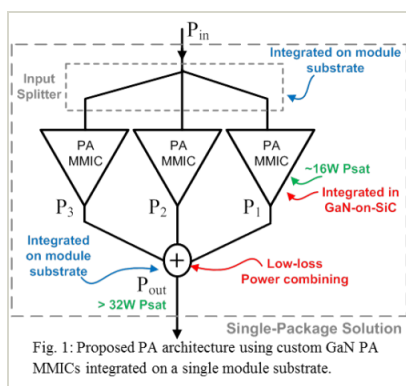 Pin
Integrated on module
substrate
Input
Splitter
PA
MMIC
PA
MMIC
PA
MMIC
~16W Psat
Integrated in
GaN-on-SiC
P3
P2
P1
Integrated
on module
substrate
+
Low-loss
Power combining
Pout
> 32W Psat
Single-Package Solution
Fig. 1: Proposed PA architecture using custom GaN PA
MMICs integrated on a single module substrate.